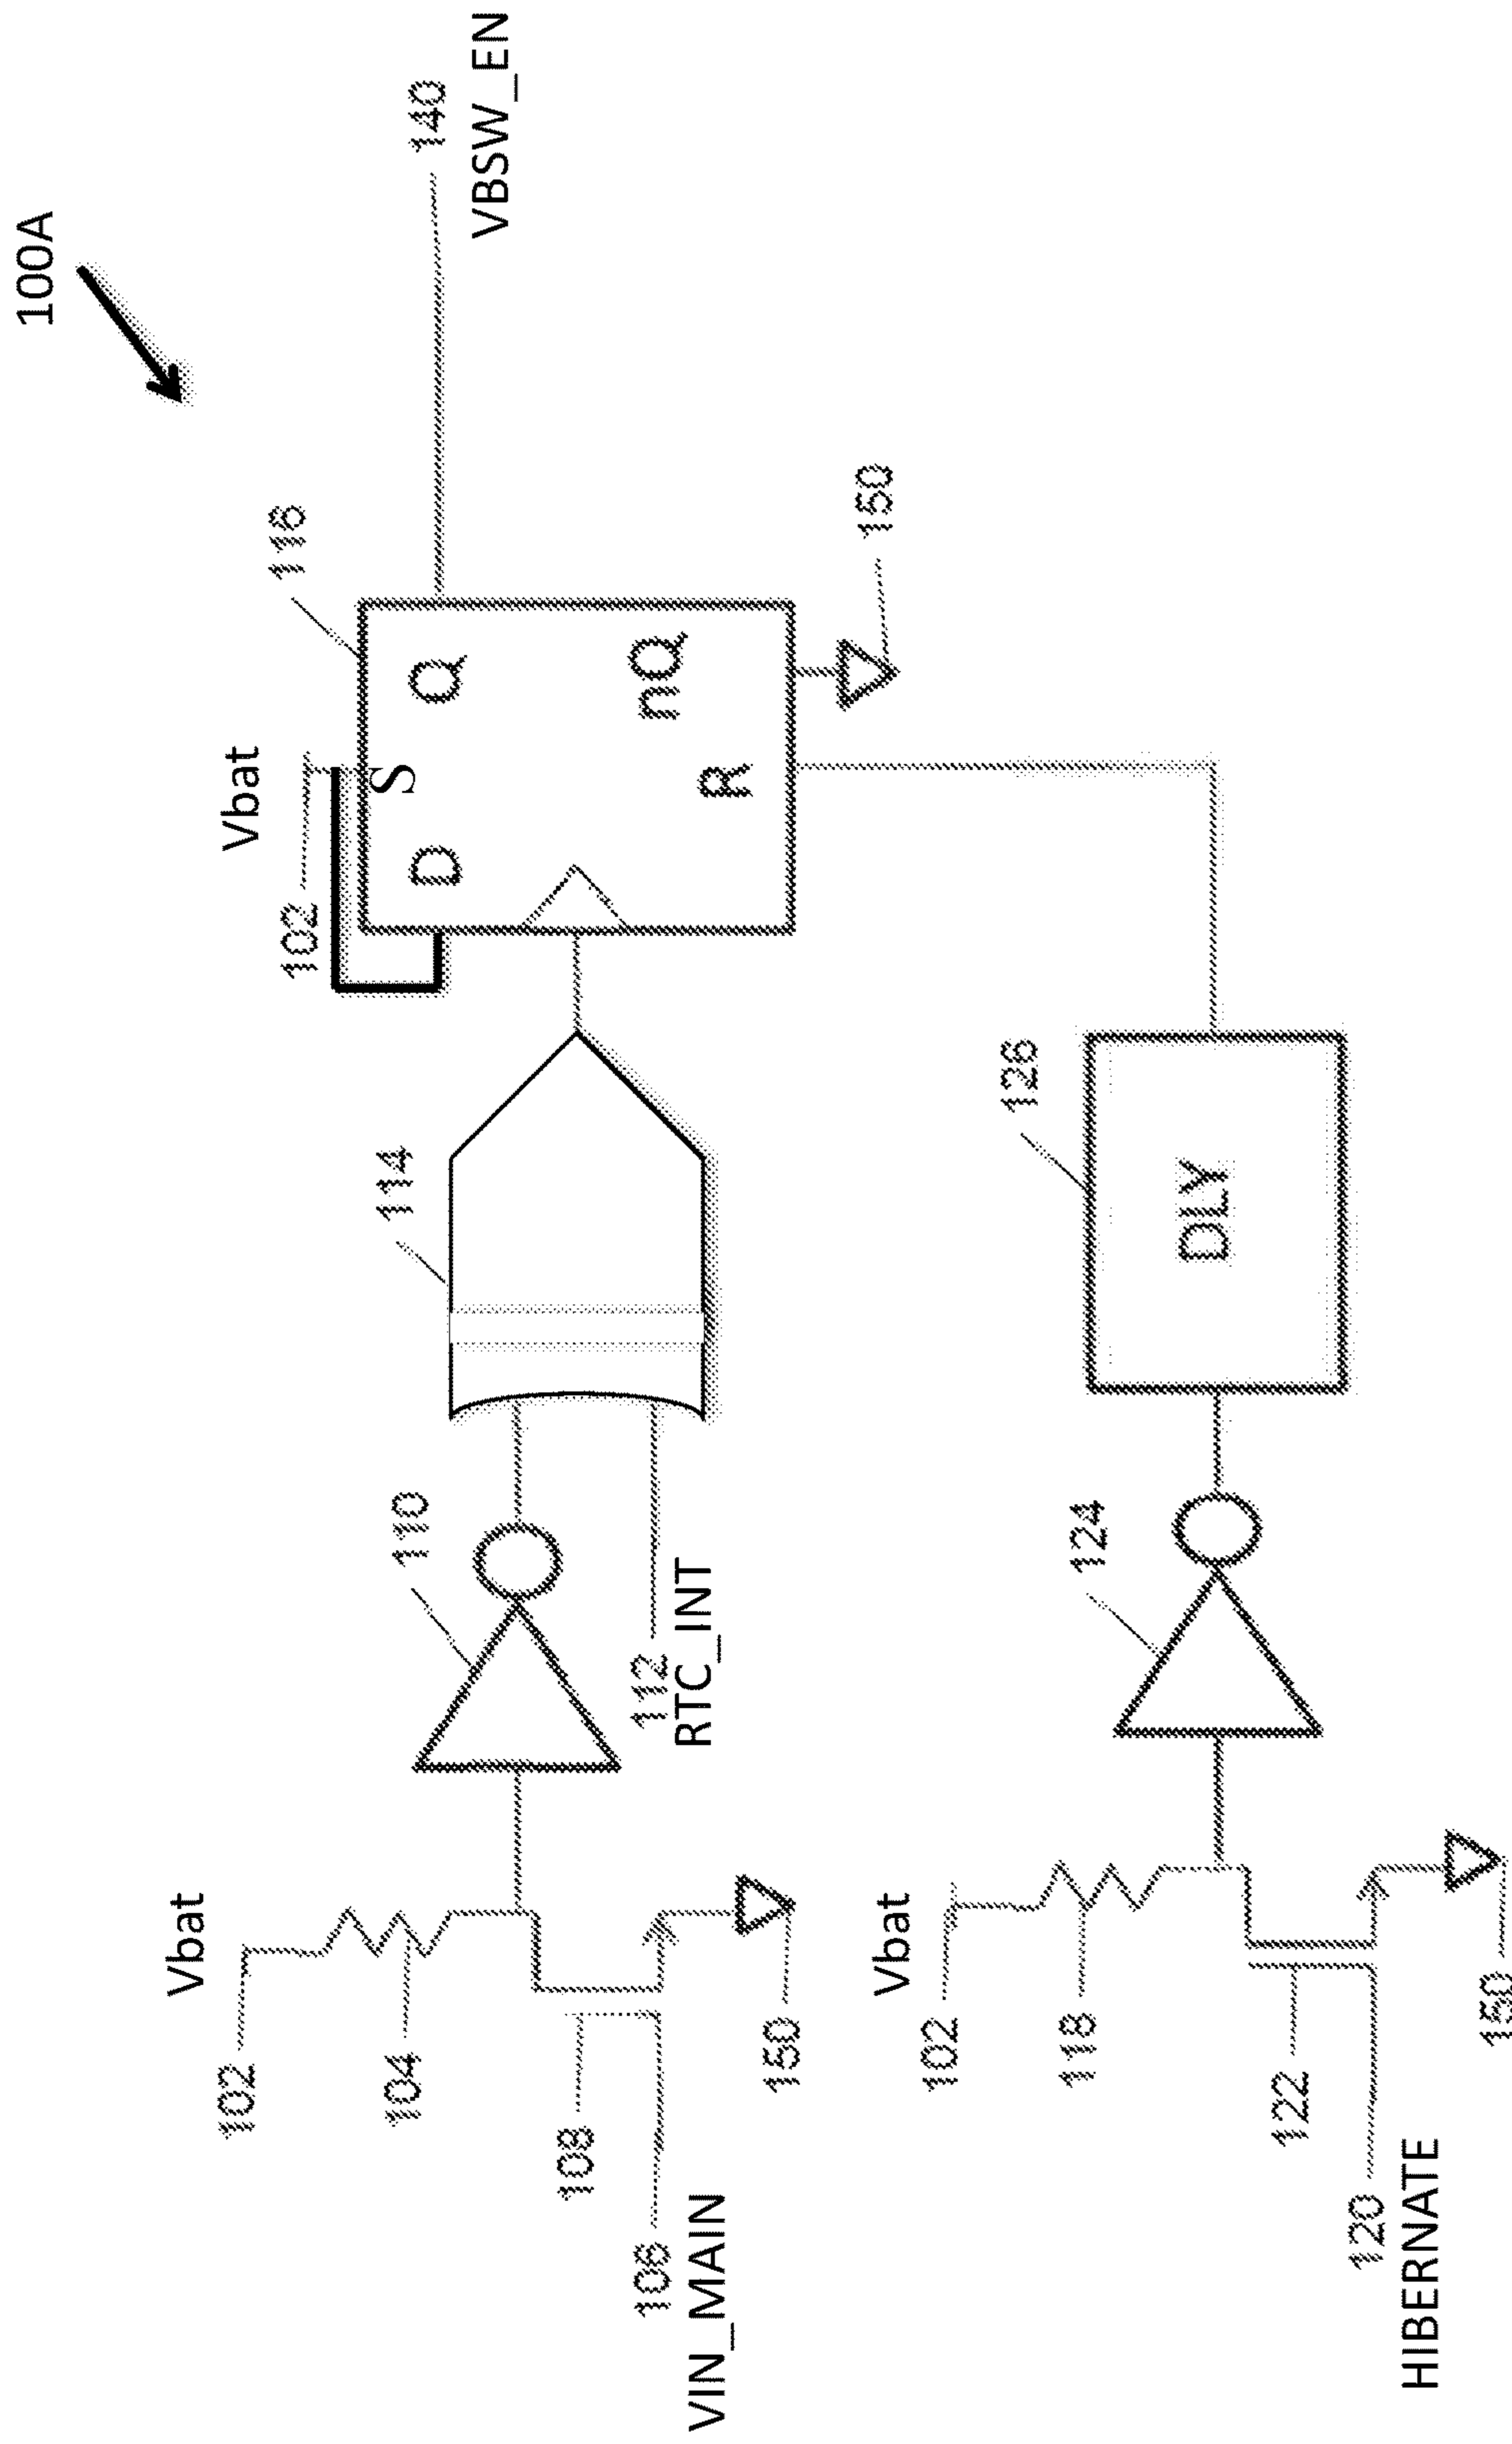 100A
140
VBSW_EN
116
Vbat
102
S
D
Q
nQ
R
150
114
110
112
RTC_INT
Vbat
102
104
108
106
VIN_MAIN
150
126
DLY
124
Vbat
102
118
122
120
HIBERNATE
150